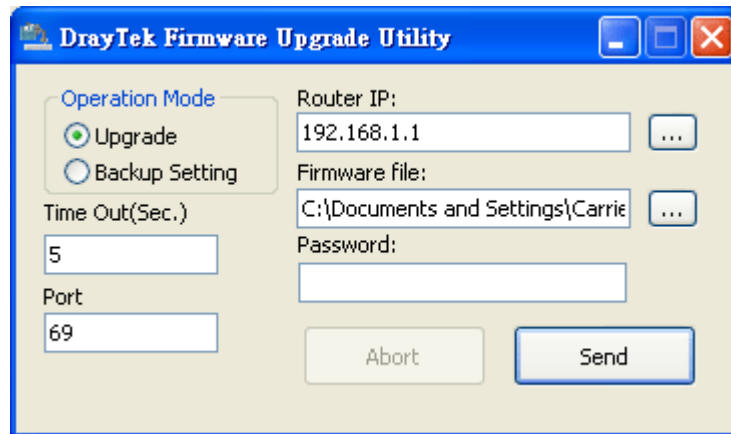 DrayTek Firmware Upgrade Utility
Operation Mode
Upgrade
Backup Setting
Time Out(Sec.)
5
Port
69
Router IP:
192.168.1.1
...
Firmware file:
C:\Documents and Settings\Carrie
...
Password:
Abort
Send